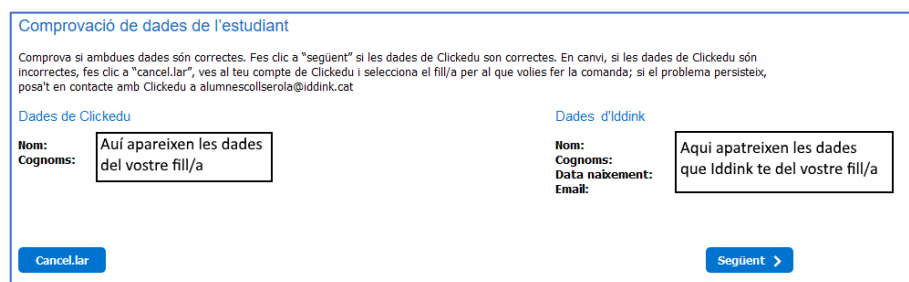 Comprovació de dades de l'estudiant
Comprova si ambdues dades són correctes. Fes clic a "següent" si les dades de Clickedu son correctes. En canvi, si les dades de Clickedu són
incorrectes, fes clic a "cancel.lar", ves al teu compte de Clickedu i selecciona el fill/a per al que volies fer la comanda; si el problema persisteix,
posa't en contacte amb Clickedu a alumnescollserola@iddink.cat
Dades de Clickedu
Nom:
Cognoms:
Auí apareixen les dades
del vostre fill/a
Dades d'Iddink
Nom:
Cognoms:
Data naixement:
Email:
Aqui apatreixen les dades
que Iddink te del vostre fill/a
Cancel.lar
Següent